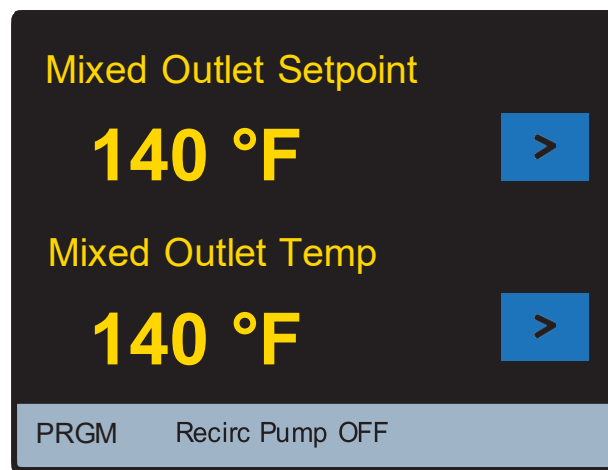 Mixed Outlet Setpoint
140 °F
>
Mixed Outlet Temp
140 °F
>
PRGM Recirc Pump OFF